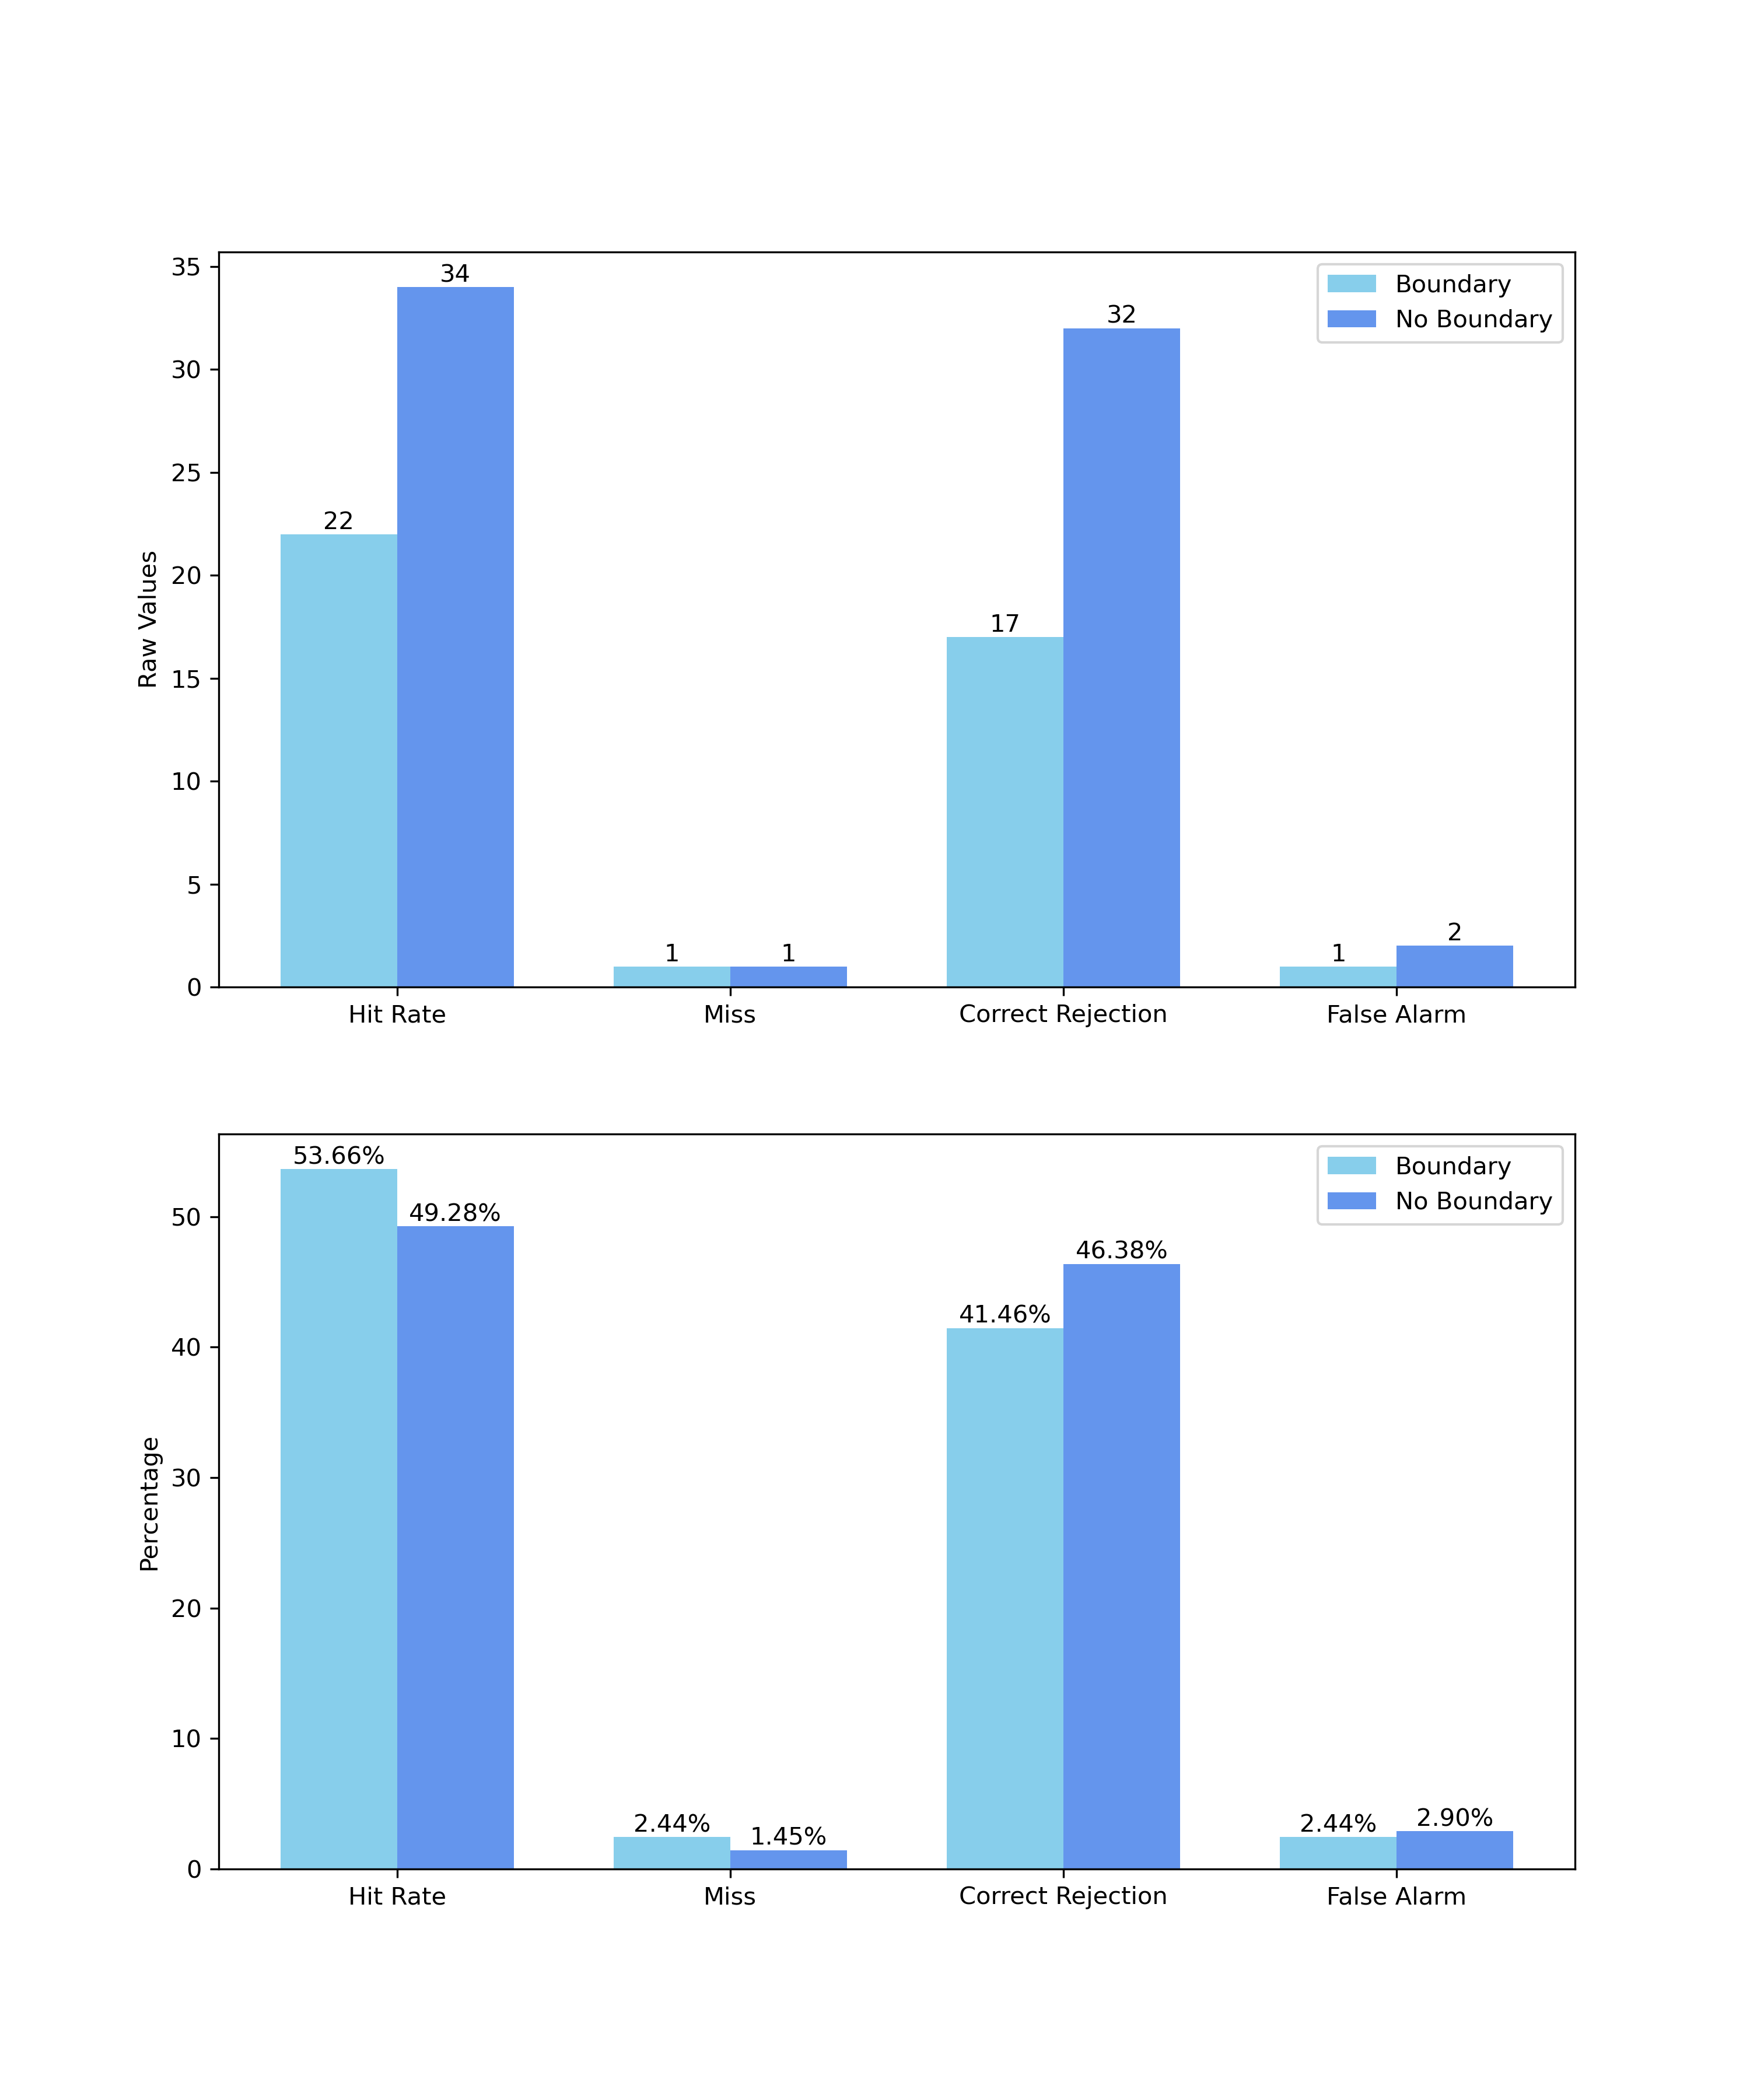 35
34
Boundary
No Boundary
32
30
25
22
20
Raw Values
17
15
10
5
1
1
1
2
0
Hit Rate
Miss
Correct Rejection
False Alarm
53.66%
Boundary
No Boundary
50
49.28%
46.38%
41.46%
40
30
Percentage
20
10
2.44%
1.45%
2.44%
2.90%
0
Hit Rate
Miss
Correct Rejection
False Alarm